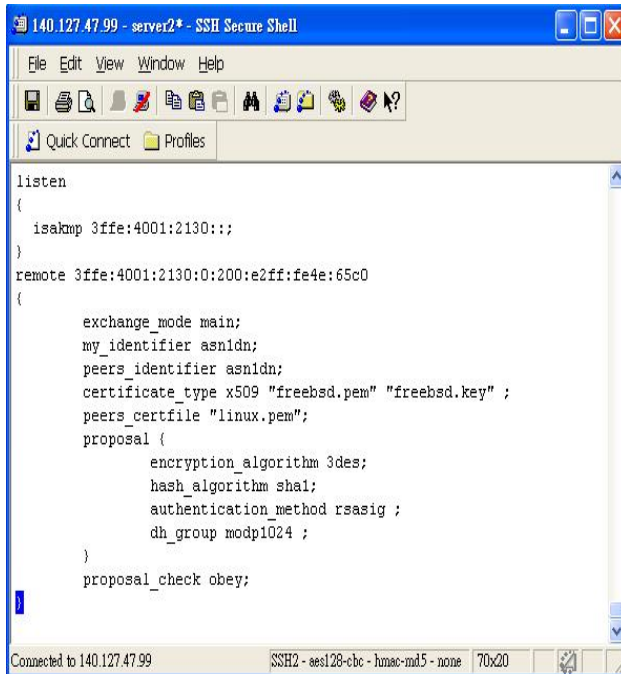 140.127.47.99 - server2* - SSH Secure Shell
File Edit View Window Help
Quick Connect Profiles
listen
{
  isakmp 3ffe:4001:2130::;
}
remote 3ffe:4001:2130:0:200:e2ff:fe4e:65c0
{
        exchange_mode main;
        my_identifier asn1dn;
        peers_identifier asn1dn;
        certificate_type x509 "freebsd.pem" "freebsd.key" ;
        peers_certfile "linux.pem";
        proposal {
                encryption_algorithm 3des;
                hash_algorithm sha1;
                authentication_method rsasig ;
                dh_group modp1024 ;
        }
        proposal_check obey;
}
Connected to 140.127.47.99 SSH2 - aes128-cbc - hmac-md5 - none 70x20